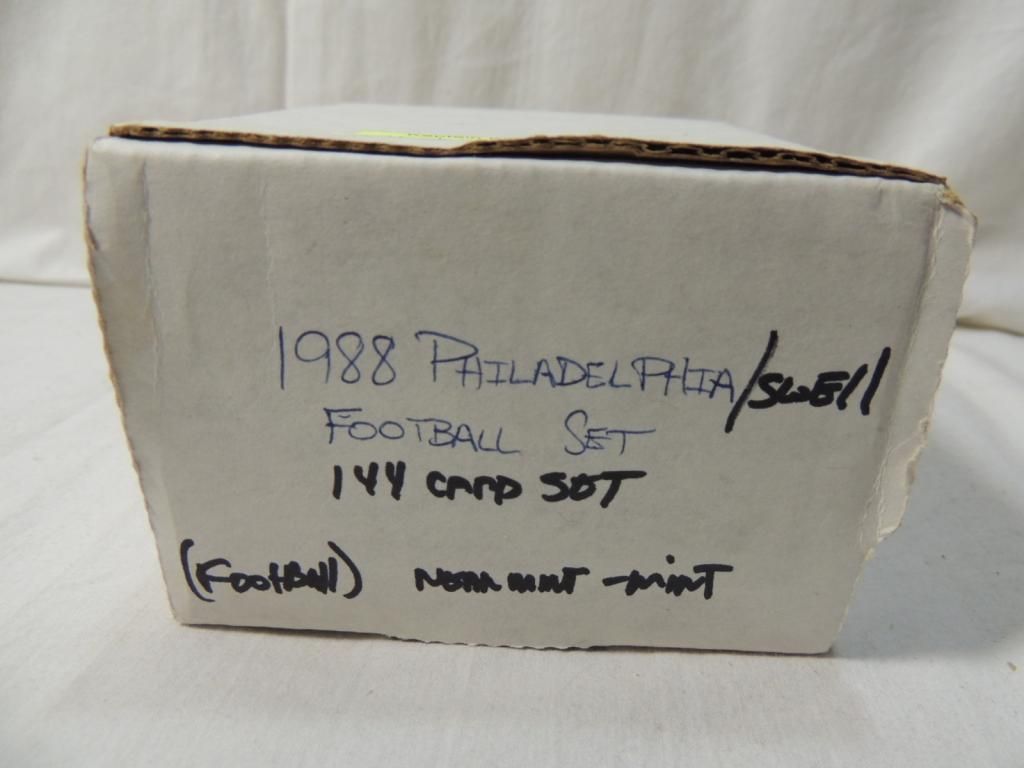 1988 PHILADELPHIA/SWEll
FOOTBALL SET
144 CARD SET
(FootBAll) NEAR MINT - MINT